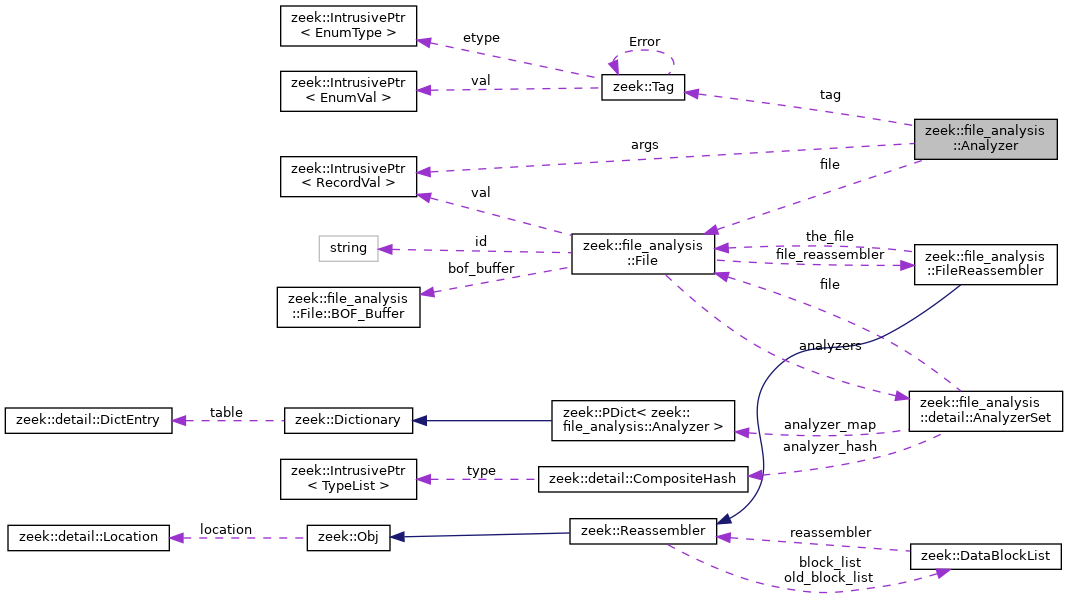 zeek::IntrusivePtr
< EnumType >
etype
Error
zeek::IntrusivePtr
< EnumVal >
val
zeek::Tag
tag
zeek::file_analysis
::Analyzer
args
file
zeek::IntrusivePtr
< RecordVal >
val
string
id
zeek::file_analysis
::File
the_file
file_reassembler
zeek::file_analysis
::FileReassembler
bof_buffer
file
zeek::file_analysis
::File::BOF_Buffer
analyzers
zeek::detail::DictEntry
table
zeek::Dictionary
zeek::PDict< zeek::
file_analysis::Analyzer >
analyzer_map
zeek::file_analysis
::detail::AnalyzerSet
analyzer_hash
zeek::IntrusivePtr
< TypeList >
type
zeek::detail::CompositeHash
zeek::detail::Location
location
zeek::Obj
zeek::Reassembler
reassembler
zeek::DataBlockList
block_list
old_block_list